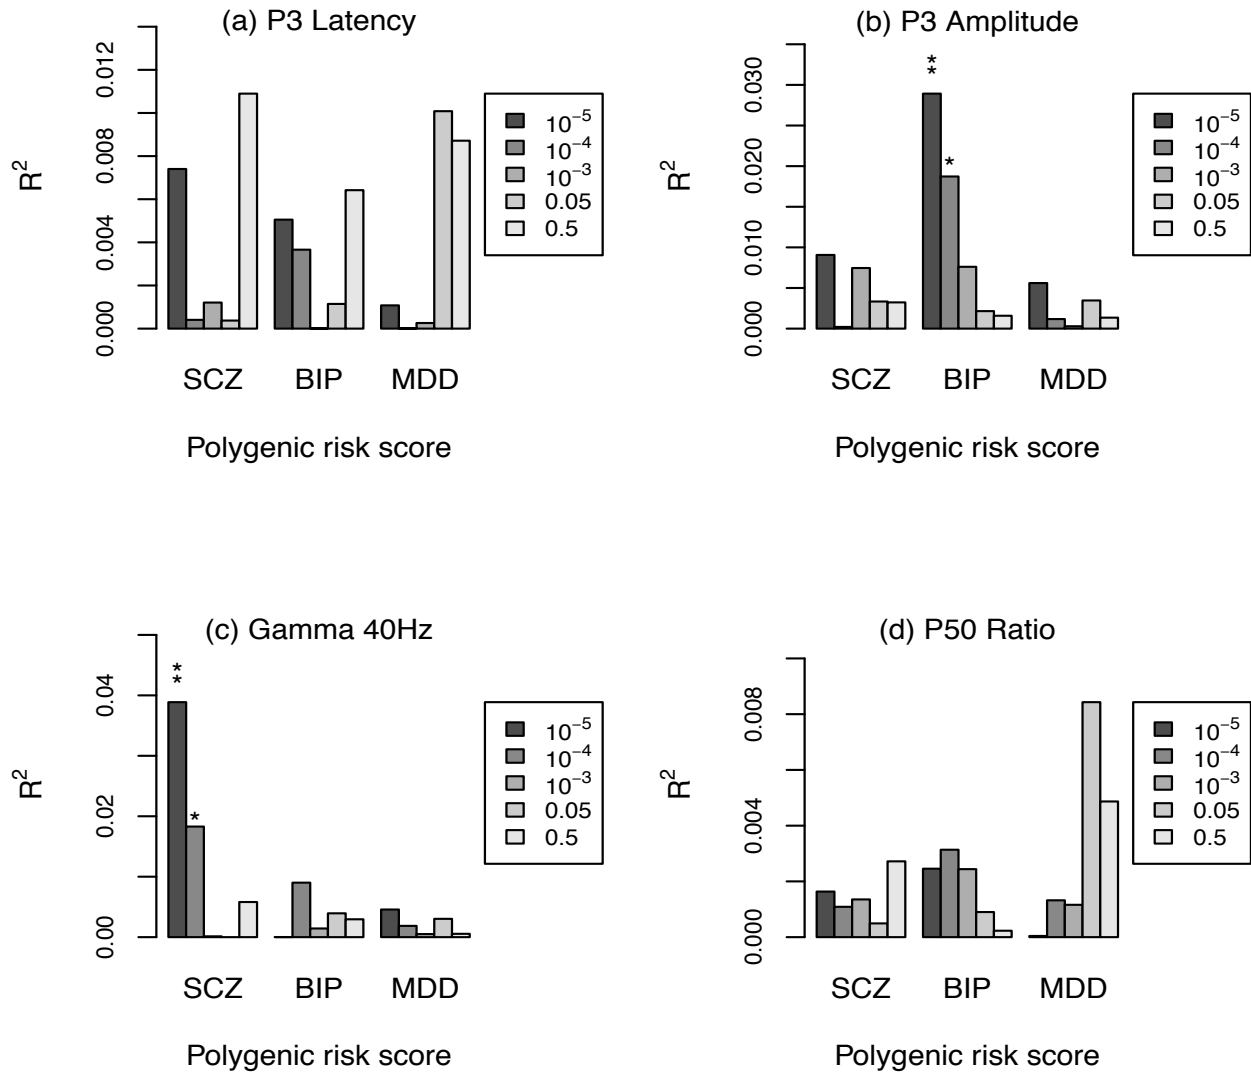 (a) P3 Latency
R²
0.000
0.004
0.008
0.012
10⁻⁵
10⁻⁴
10⁻³
0.05
0.5
SCZ BIP MDD
Polygenic risk score
(b) P3 Amplitude
R²
0.000
0.010
0.020
0.030
**
*
10⁻⁵
10⁻⁴
10⁻³
0.05
0.5
SCZ BIP MDD
Polygenic risk score
(c) Gamma 40Hz
R²
0.00
0.02
0.04
**
*
10⁻⁵
10⁻⁴
10⁻³
0.05
0.5
SCZ BIP MDD
Polygenic risk score
(d) P50 Ratio
R²
0.000
0.004
0.008
10⁻⁵
10⁻⁴
10⁻³
0.05
0.5
SCZ BIP MDD
Polygenic risk score